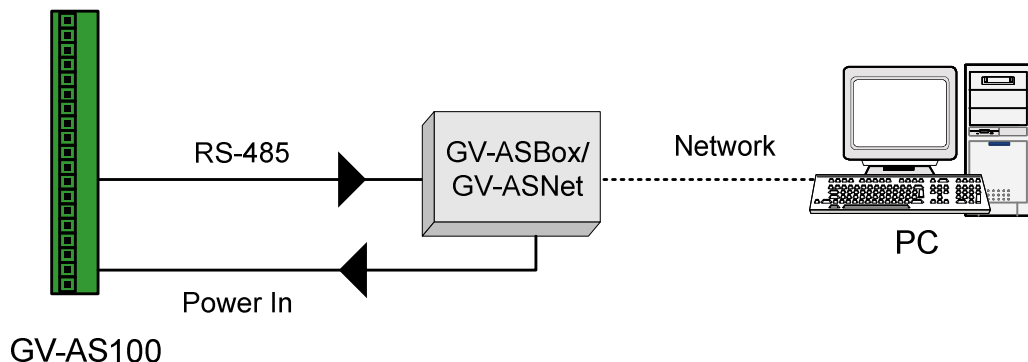 RS-485
GV-ASBox/
GV-ASNet
Network
PC
Power In
GV-AS100